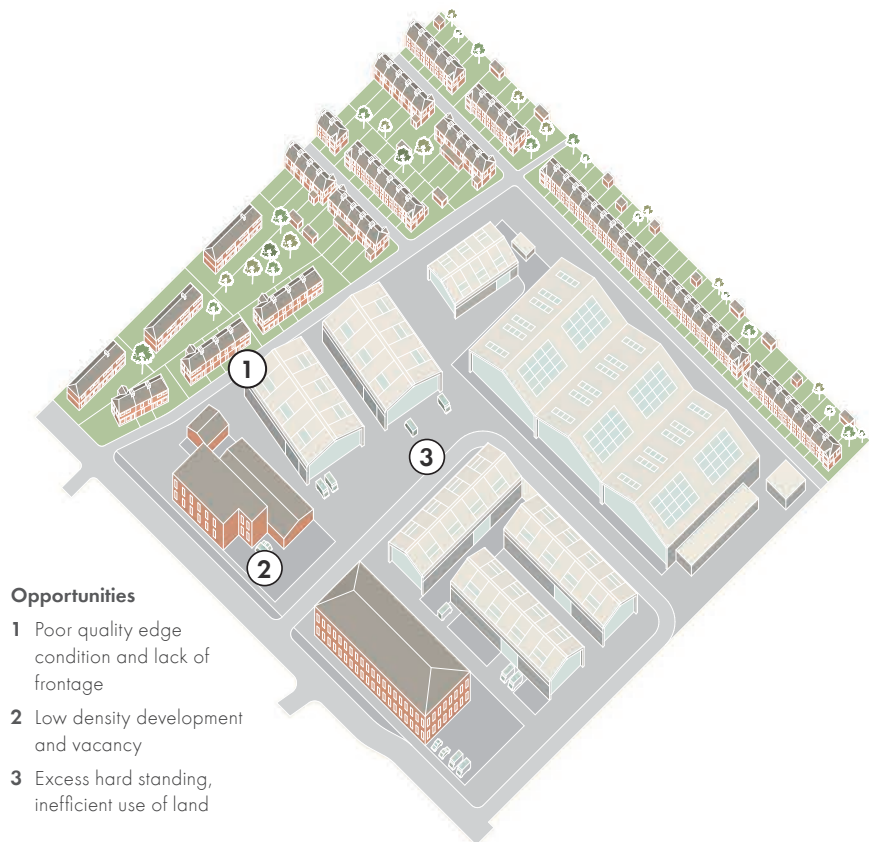 1
3
2
Opportunities
1 Poor quality edge
condition and lack of
frontage
2 Low density development
and vacancy
3 Excess hard standing,
inefficient use of land